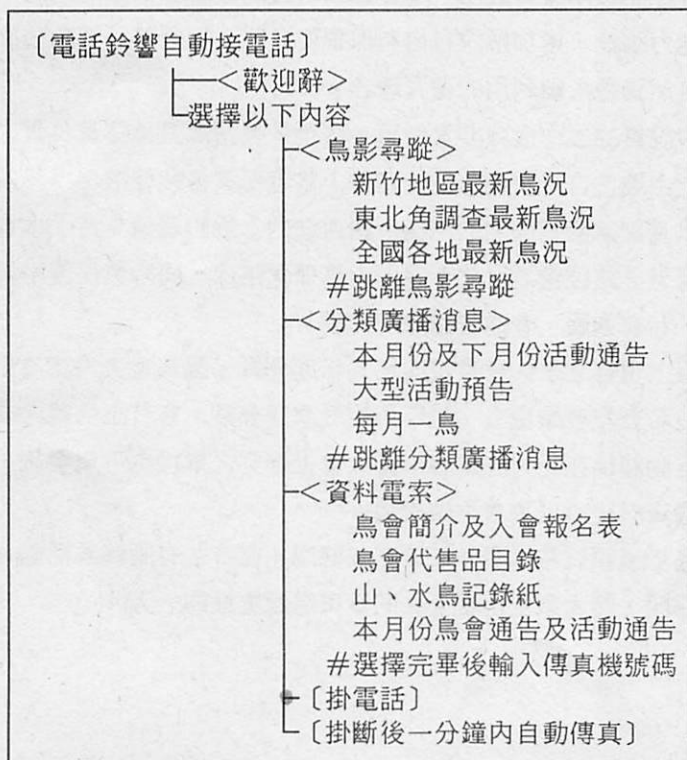 〔電話鈴響自動接電話〕
<歡迎辭>
選擇以下內容
<鳥影尋蹤>
新竹地區最新鳥況
東北角調查最新鳥況
全國各地最新鳥況
#跳離鳥影尋蹤
<分類廣播消息>
本月份及下月份活動通告
大型活動預告
每月一鳥
#跳離分類廣播消息
<資料電索>
鳥會簡介及入會報名表
鳥會代售品目錄
山、水鳥記錄紙
本月份鳥會通告及活動通告
#選擇完畢後輸入傳真機號碼
〔掛電話〕
〔掛斷後一分鐘內自動傳真〕